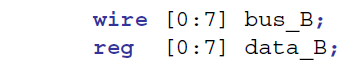 wire [0:7] bus_B;
reg [0:7] data_B;